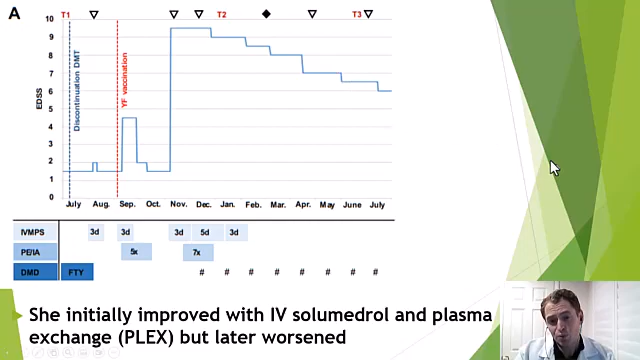 A
T1
T2
T3
10
9
8
7
6
5
4
3
2
1
0
EDSS
Discontinuation DMT
YF vaccination
July Aug. Sep. Oct. Nov. Dec. Jan. Feb. Mar. Apr. May June July
IVMPS 3d 3d 3d 5d 3d
PE/IA 5x 7x
DMD FTY # # # # # # #
She initially improved with IV solumedrol and plasma
exchange (PLEX) but later worsened